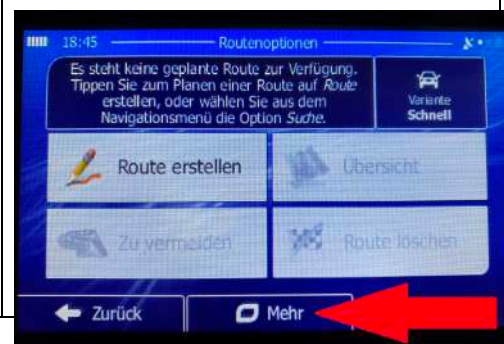 18:45
Routenoptionen
Es steht keine geplante Route zur Verfügung.
Tippen Sie zum Planen einer Route auf Route
erstellen, oder wählen Sie aus dem
Navigationsmenü die Option Suche.
Variante
Schnell
Route erstellen
Übersicht
Zu vermeiden
Route löschen
Zurück
Mehr